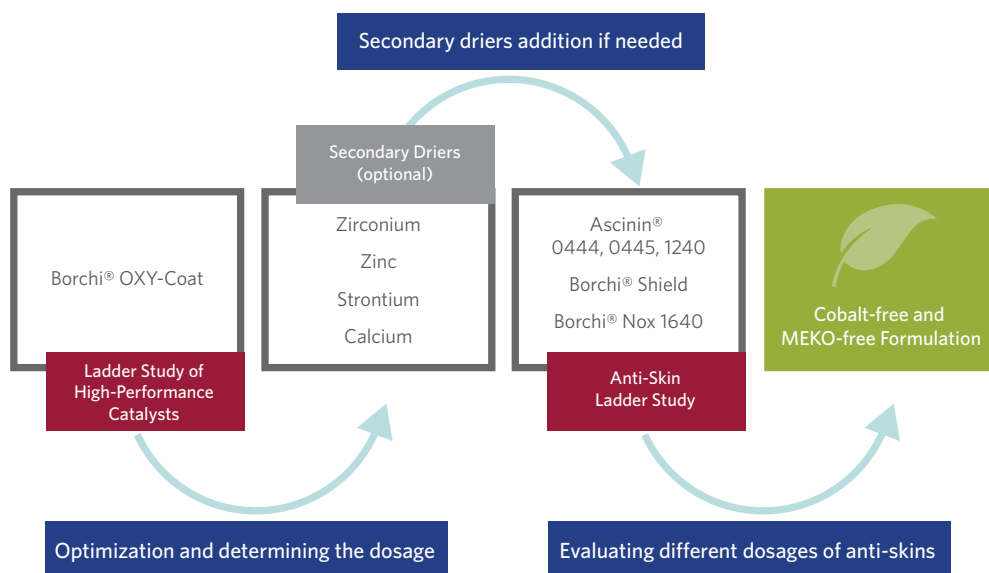 Secondary driers addition if needed
Borchi® OXY-Coat
Ladder Study of
High-Performance
Catalysts
Optimization and determining the dosage
Secondary Driers
(optional)
Zirconium
Zinc
Strontium
Calcium
Ascinin®
0444, 0445, 1240
Borchi® Shield
Borchi® Nox 1640
Anti-Skin
Ladder Study
Evaluating different dosages of anti-skins
Cobalt-free and
MEKO-free Formulation